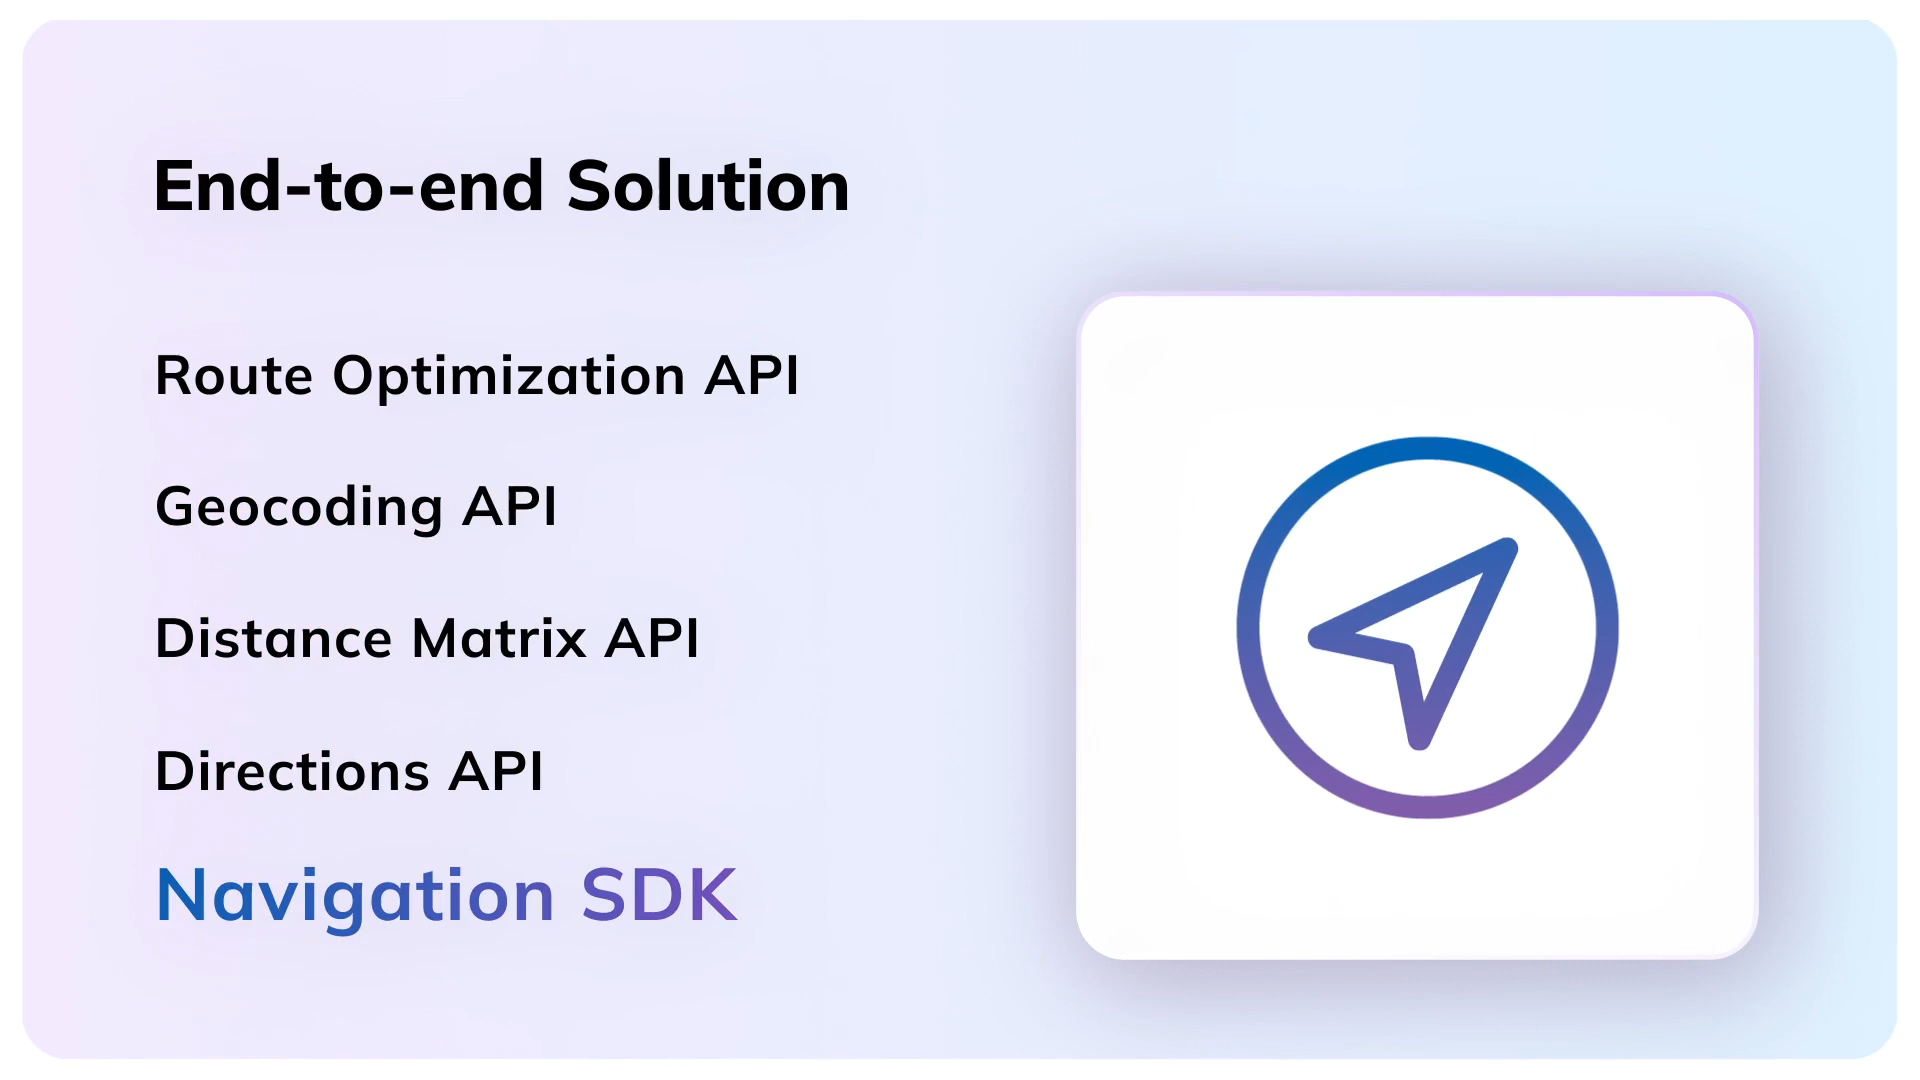 End-to-end Solution
Route Optimization API
Geocoding API
Distance Matrix API
Directions API
Navigation SDK